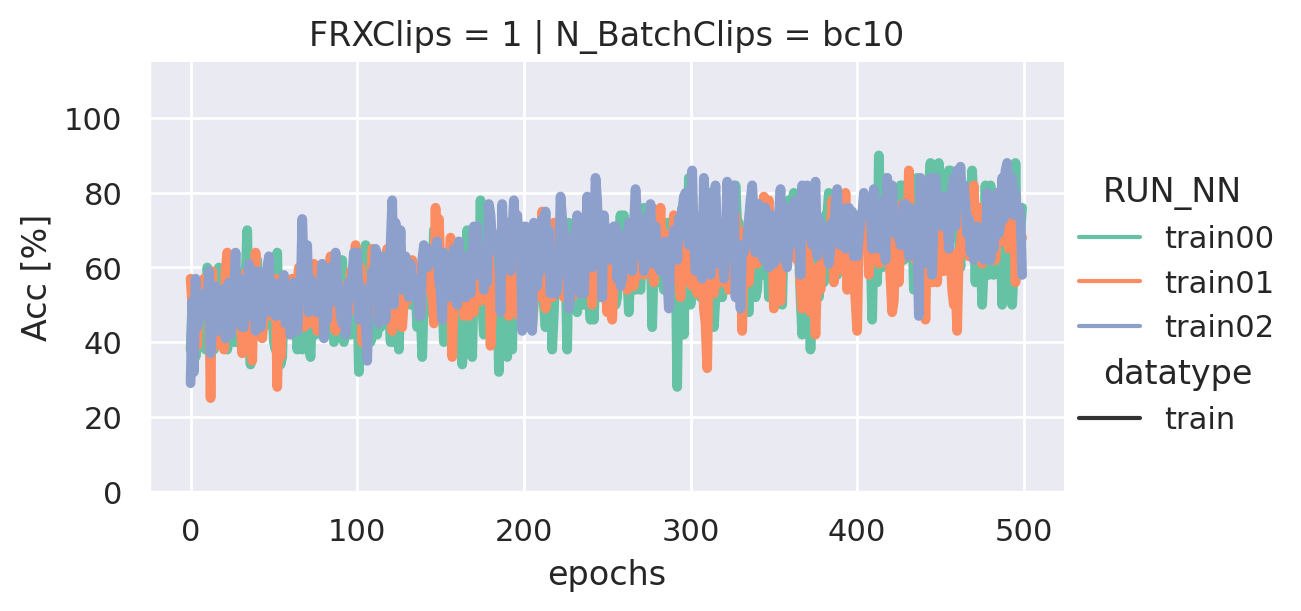 FRXClips = 1 | N_BatchClips = bc10
Acc [%]
100
80
60
40
20
0
0 100 200 300 400 500
epochs
RUN_NN
train00
train01
train02
datatype
train